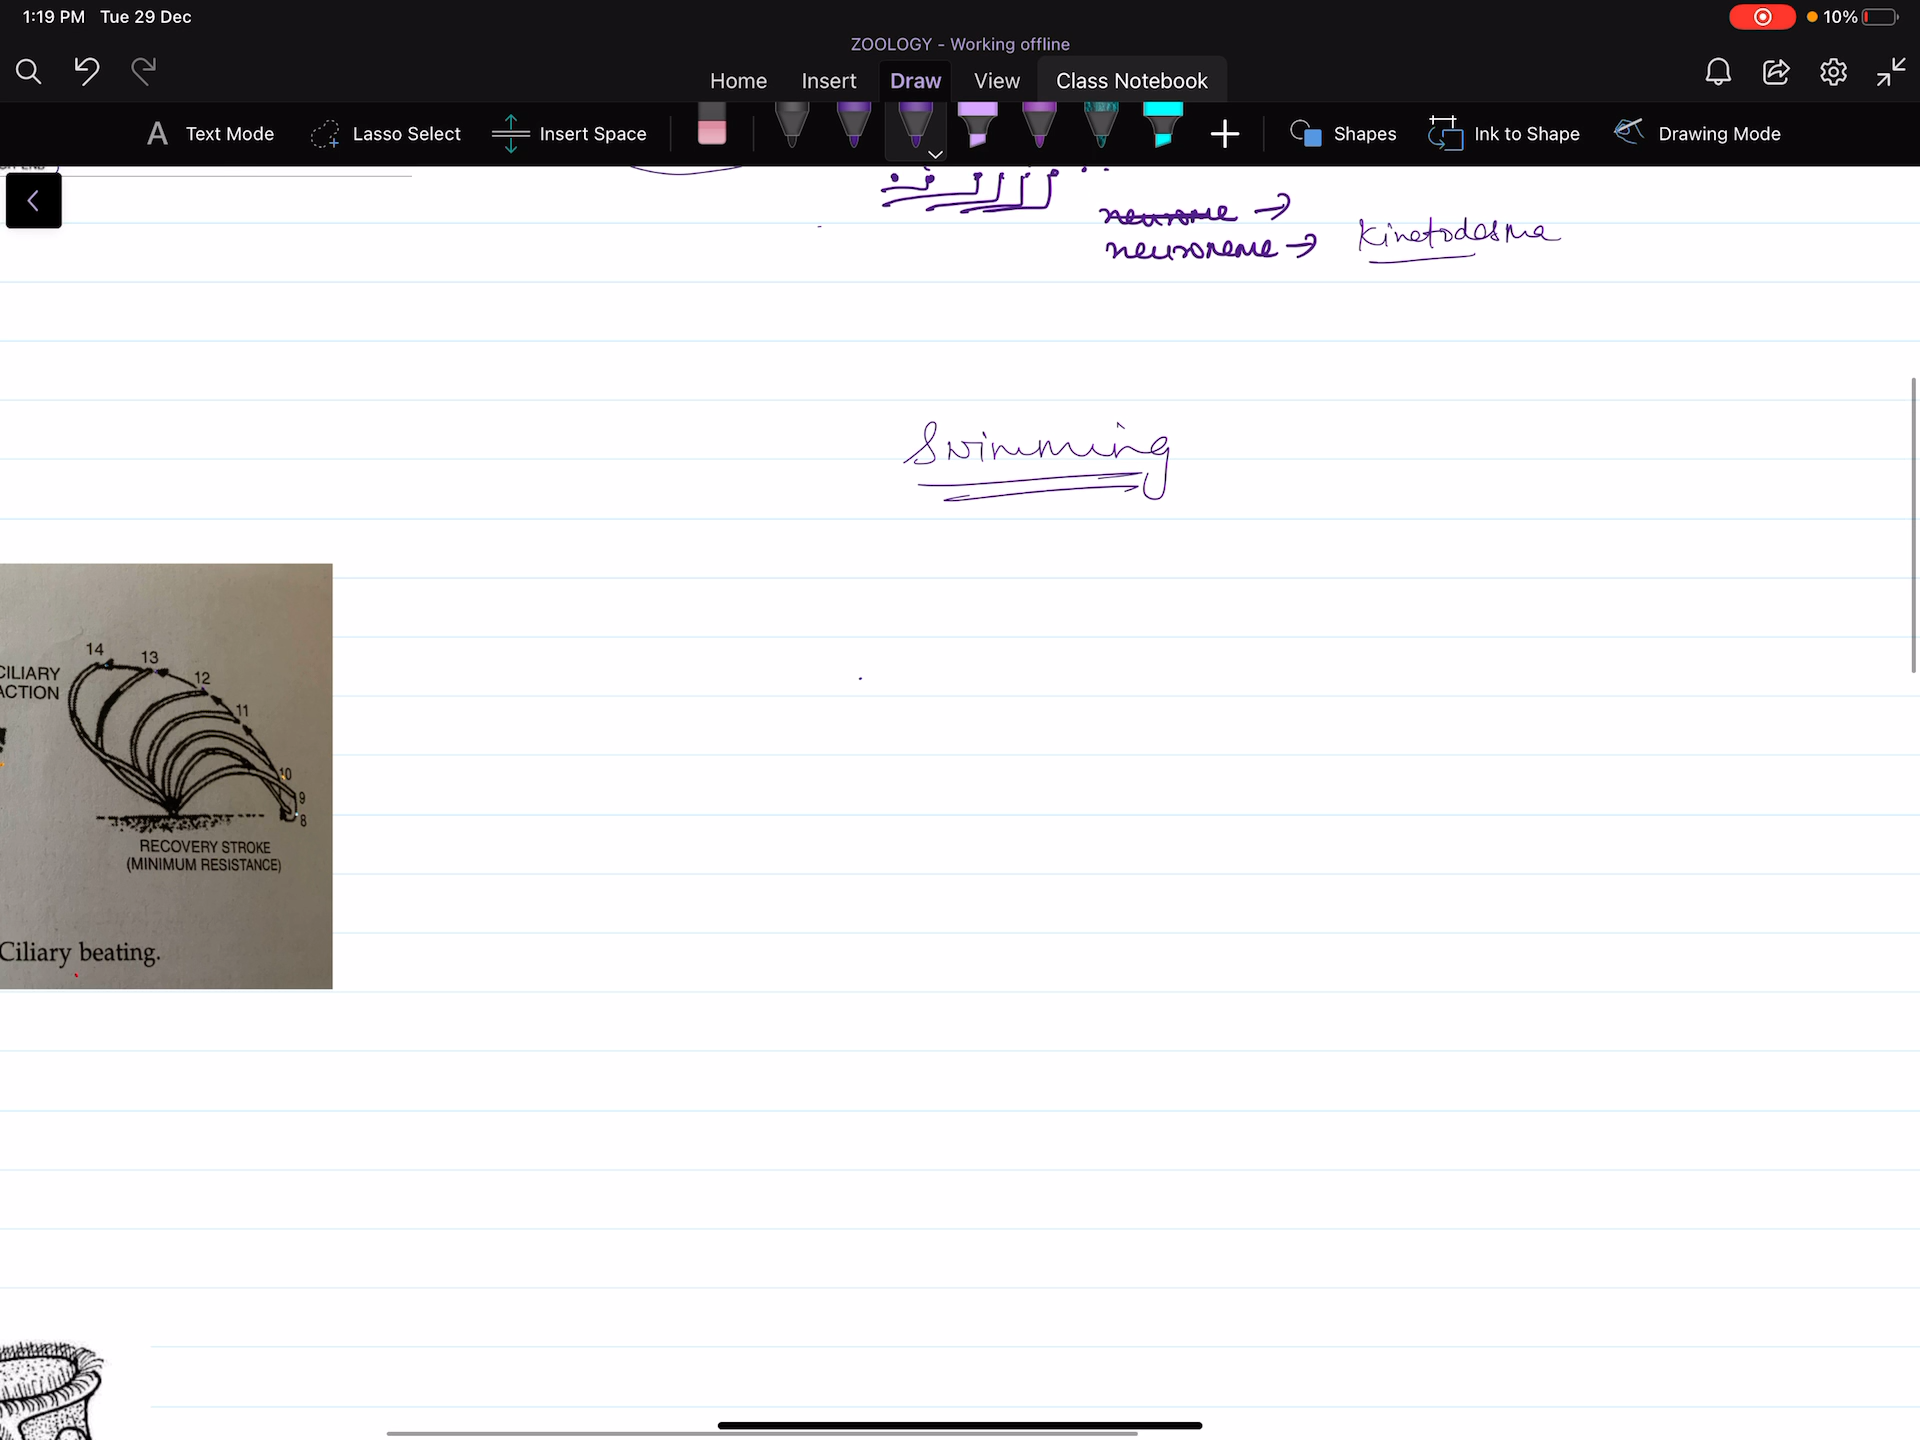 1:19 PM Tue 29 Dec
10%
ZOOLOGY - Working offline
Home Insert Draw View Class Notebook
A Text Mode Lasso Select Insert Space Shapes Ink to Shape Drawing Mode
neuroneme →
Kinetodesma
Swimming
14
13
12
11
10
9
8
CILIARY
ACTION
RECOVERY STROKE
(MINIMUM RESISTANCE)
Ciliary beating.